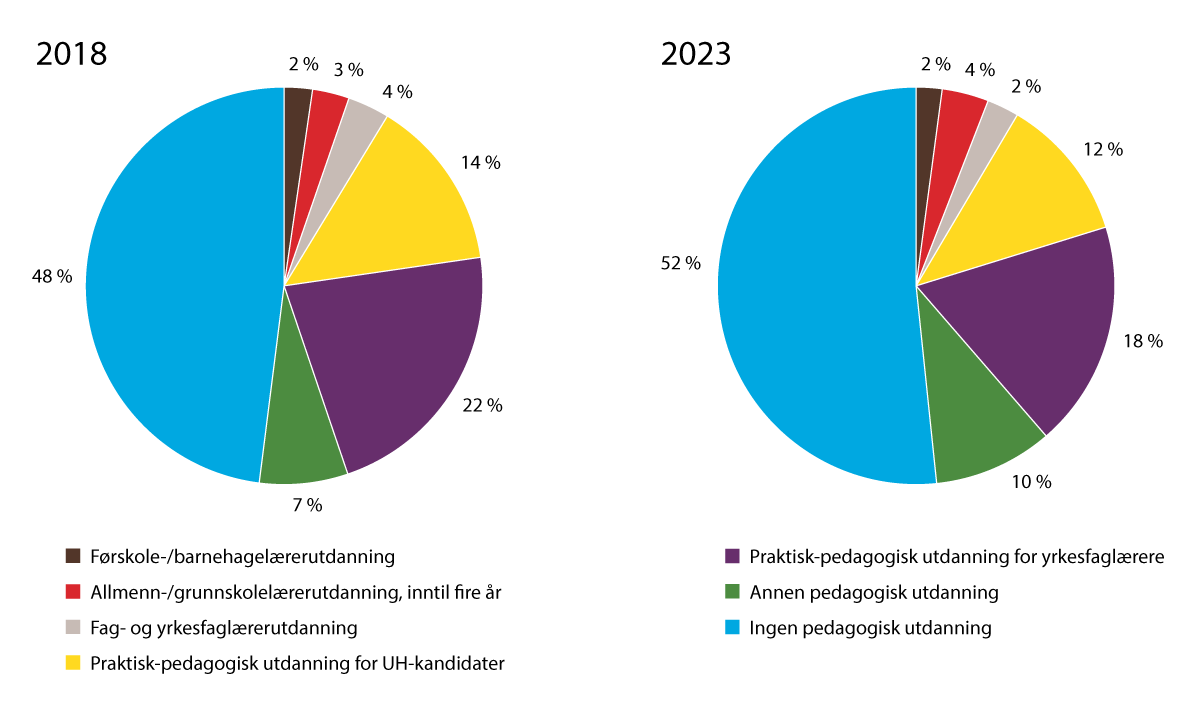 2018
2 %
3 %
4 %
14 %
22 %
7 %
48 %
2023
2 %
4 %
2 %
12 %
18 %
10 %
52 %
Førskole-/barnehagelærerutdanning
Allmenn-/grunnskolelærerutdanning, inntil fire år
Fag- og yrkesfaglærerutdanning
Praktisk-pedagogisk utdanning for UH-kandidater
Praktisk-pedagogisk utdanning for yrkesfaglærere
Annen pedagogisk utdanning
Ingen pedagogisk utdanning